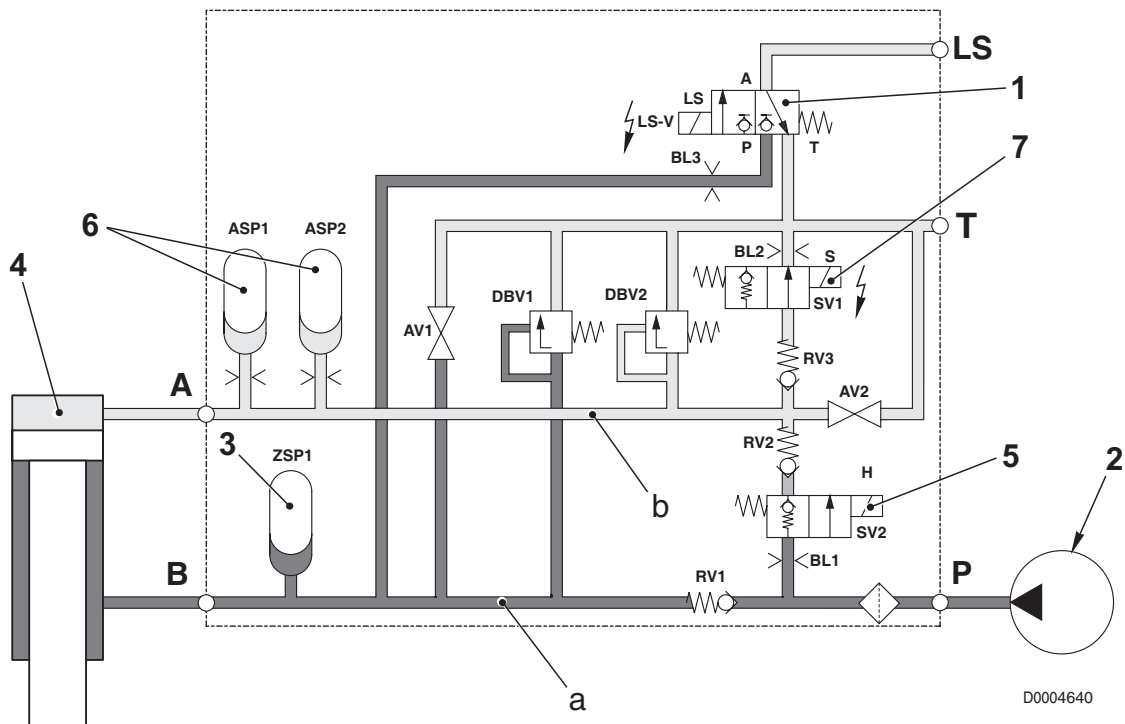 LS
A
1
LS
LS-V
P
T
BL3
7
6
ASP1
ASP2
T
BL2
S
4
DBV1
DBV2
SV1
AV1
RV3
A
AV2
3
RV2
ZSP1
H
5
2
b
SV2
B
RV1
BL1
P
a
D0004640